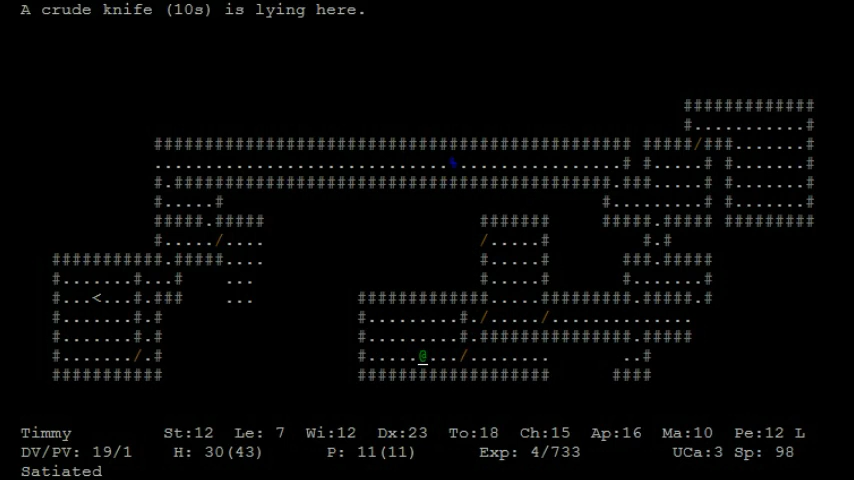 A crude knife (10s) is lying here.
Timmy St:12 Le: 7 Wi:12 Dx:23 To:18 Ch:15 Ap:16 Ma:10 Pe:12 L
DV/PV: 19/1 H: 30(43) P: 11(11) Exp: 4/733 UCa:3 Sp: 98
Satiated